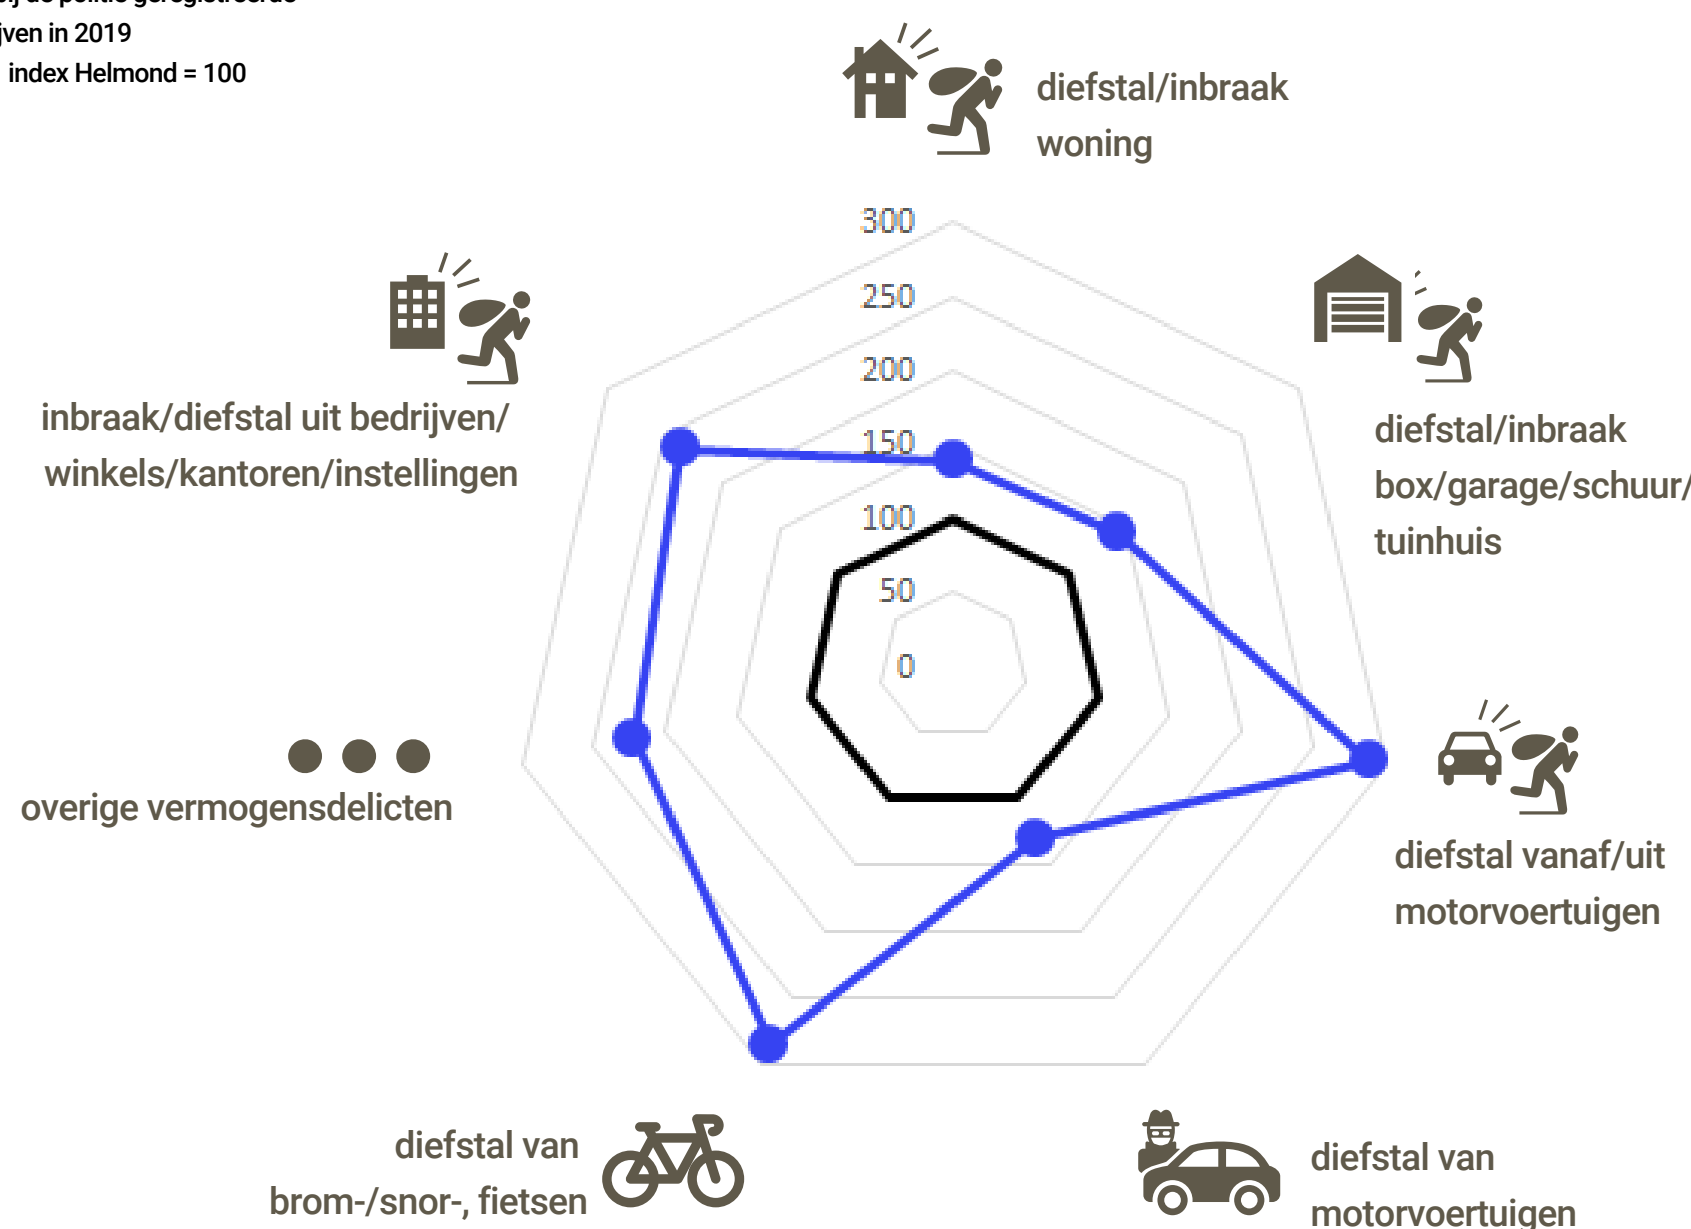 politie geregistreerde
in 2019
index Helmond = 100
diefstal/inbraak
woning
300
250
200
150
100
50
0
diefstal/inbraak
box/garage/schuur/
tuinhuis
inbraak/diefstal uit bedrijven/
winkels/kantoren/instellingen
overige vermogensdelicten
diefstal vanaf/uit
motorvoertuigen
diefstal van
brom-/snor-, fietsen
diefstal van
motorvoertuigen